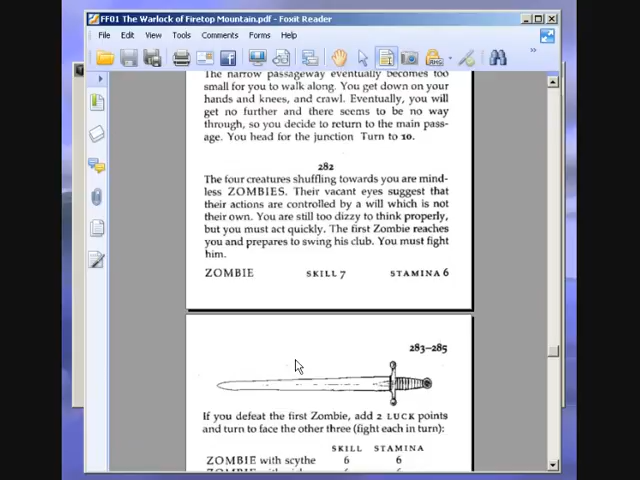 FF01 The Warlock of Firetop Mountain.pdf - Foxit Reader
File Edit View Tools Comments Forms Help
The narrow passageway eventually becomes too
small for you to walk along. You get down on your
hands and knees, and crawl. Eventually, you will
get no further and there seems to be no way
through, so you decide to return to the main pass-
age. You head for the junction Turn to 10.
282
The four creatures shuffling towards you are mind-
less ZOMBIES. Their vacant eyes suggest that
their actions are controlled by a will which is not
their own. You are still too dizzy to think properly,
but you must act quickly. The first Zombie reaches
you and prepares to swing his club. You must fight
him.
ZOMBIE SKILL 7 STAMINA 6
283–285
If you defeat the first Zombie, add 2 LUCK points
and turn to face the other three (fight each in turn):
SKILL STAMINA
ZOMBIE with scythe 6 6